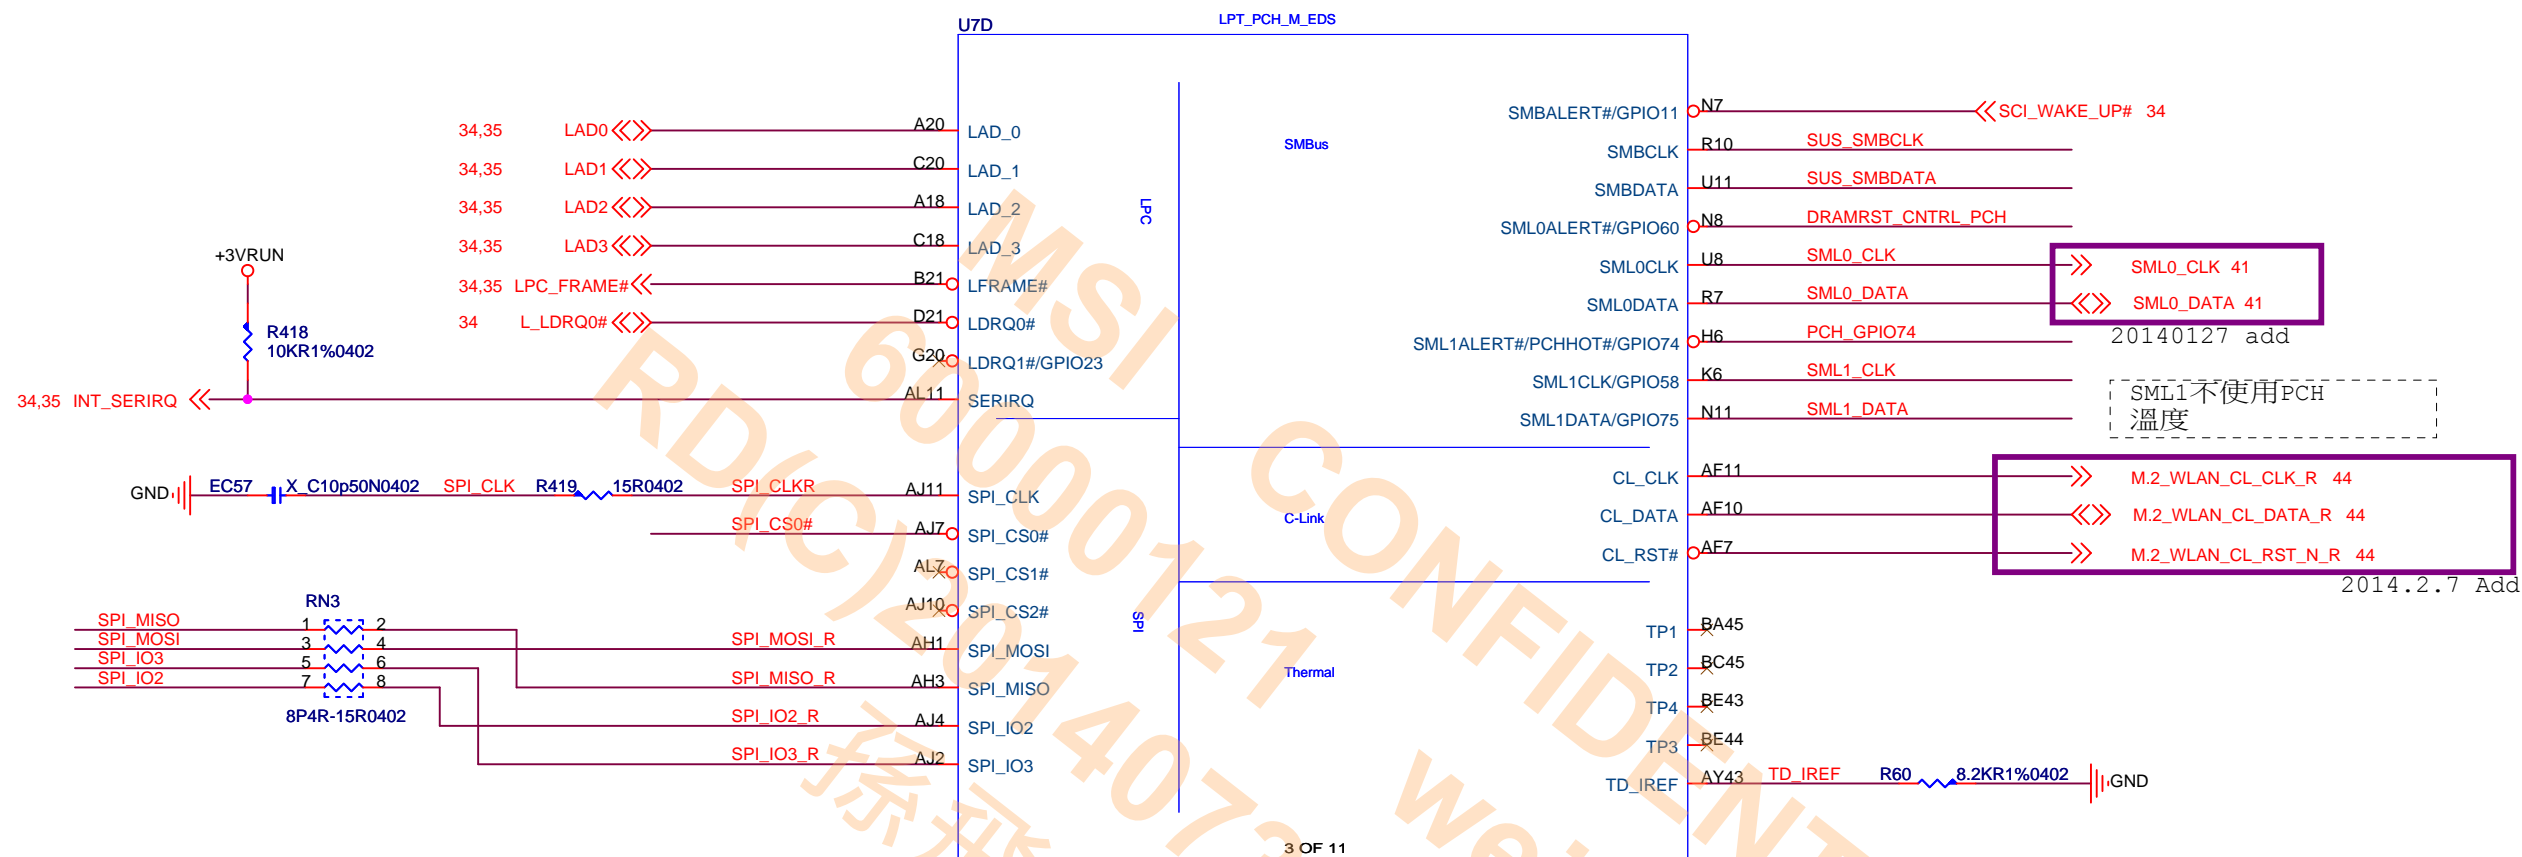 U7D
LPT_PCH_M_EDS
34,35 LAD0 A20 LAD_0
34,35 LAD1 C20 LAD_1
34,35 LAD2 A18 LAD_2
34,35 LAD3 C18 LAD_3
34,35 LPC_FRAME# B21 LFRAME#
34 L_LDRQ0# D21 LDRQ0#
G20 LDRQ1#/GPIO23
34,35 INT_SERIRQ AL11 SERIRQ
+3VRUN
R418
10KR1%0402
LPC
GND EC57 X_C10p50N0402 SPI_CLK R419 15R0402 SPI_CLKR AJ11 SPI_CLK
SPI_CS0# AJ7 SPI_CS0#
AL7 SPI_CS1#
AJ10 SPI_CS2#
RN3
SPI_MISO 1 2
SPI_MOSI 3 4
SPI_IO3 5 6
SPI_IO2 7 8
8P4R-15R0402
SPI_MOSI_R AH1 SPI_MOSI
SPI_MISO_R AH3 SPI_MISO
SPI_IO2_R AJ4 SPI_IO2
SPI_IO3_R AJ2 SPI_IO3
SPI
SMBus
SMBALERT#/GPIO11 N7 SCI_WAKE_UP# 34
SMBCLK R10 SUS_SMBCLK
SMBDATA U11 SUS_SMBDATA
SML0ALERT#/GPIO60 N8 DRAMRST_CNTRL_PCH
SML0CLK U8 SML0_CLK SML0_CLK 41
SML0DATA R7 SML0_DATA SML0_DATA 41
20140127 add
SML1ALERT#/PCHHOT#/GPIO74 H6 PCH_GPIO74
SML1CLK/GPIO58 K6 SML1_CLK
SML1DATA/GPIO75 N11 SML1_DATA
SML1不使用PCH
溫度
C-Link
CL_CLK AF11 M.2_WLAN_CL_CLK_R 44
CL_DATA AF10 M.2_WLAN_CL_DATA_R 44
CL_RST# AF7 M.2_WLAN_CL_RST_N_R 44
2014.2.7 Add
Thermal
TP1 BA45
TP2 BC45
TP4 BE43
TP3 BE44
TD_IREF AY43 TD_IREF R60 8.2KR1%0402 GND
3 OF 11
MSI CONFIDENT
60000121 wei
RD(C)2014073
孫飛